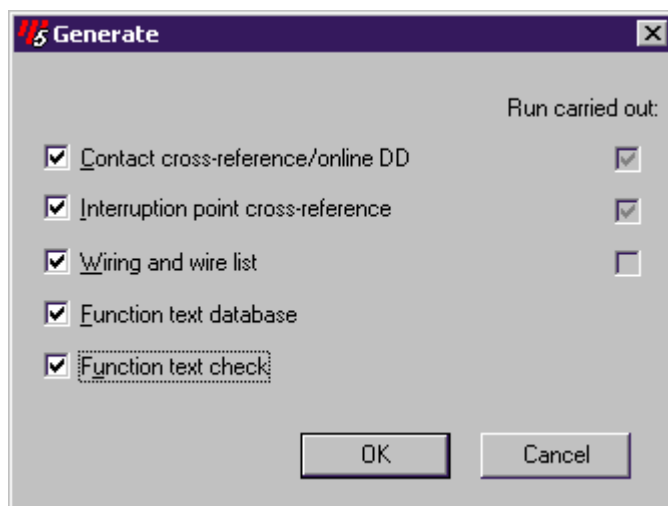 5 Generate
Run carried out:
Contact cross-reference/online DD
Interruption point cross-reference
Wiring and wire list
Function text database
Function text check
OK Cancel